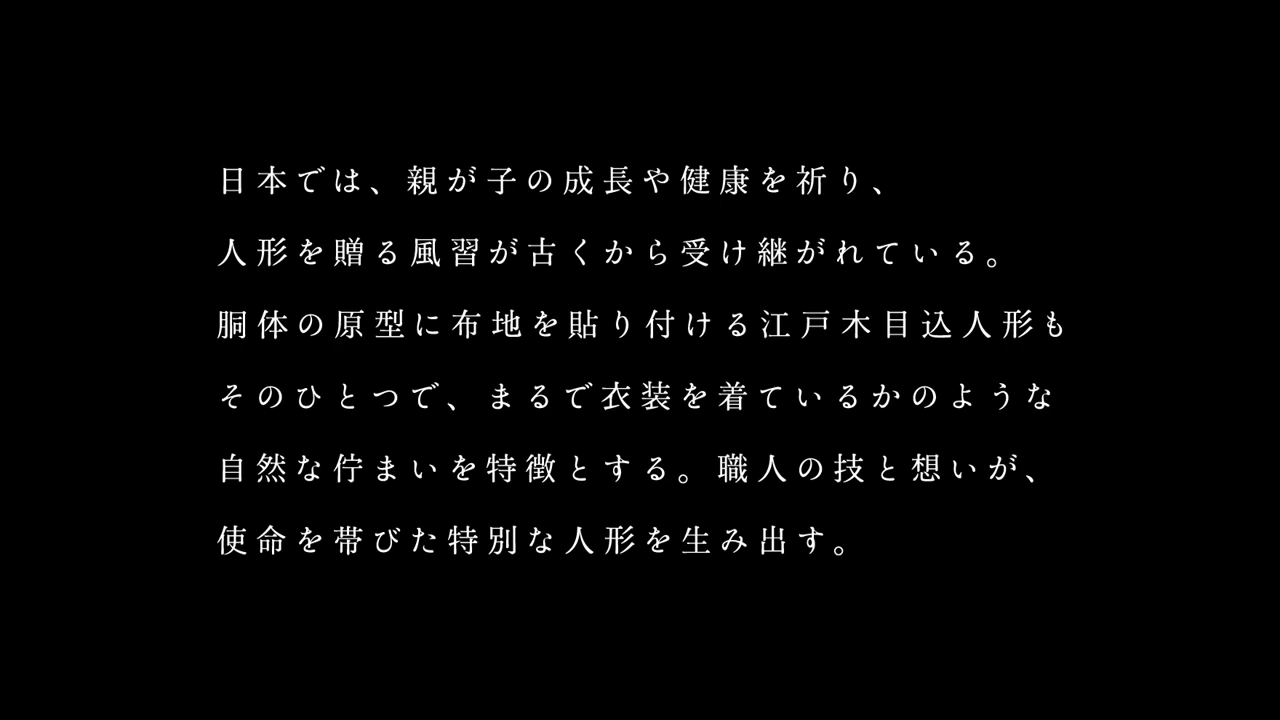 日本では、親が子の成長や健康を祈り、
人形を贈る風習が古くから受け継がれている。
胴体の原型に布地を貼り付ける江戸木目込人形も
そのひとつで、まるで衣装を着ているかのような
自然な佇まいを特徴とする。職人の技と想いが、
使命を帯びた特別な人形を生み出す。